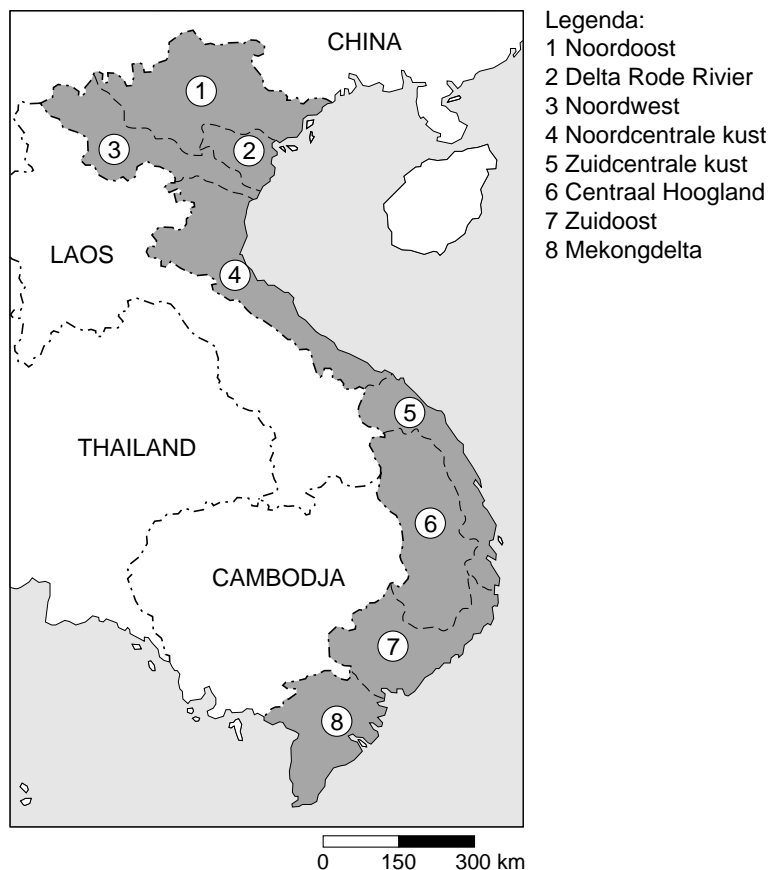 CHINA
LAOS
THAILAND
CAMBODJA
1
2
3
4
5
6
7
8
Legenda:
1 Noordoost
2 Delta Rode Rivier
3 Noordwest
4 Noordcentrale kust
5 Zuidcentrale kust
6 Centraal Hoogland
7 Zuidoost
8 Mekongdelta
0 150 300 km